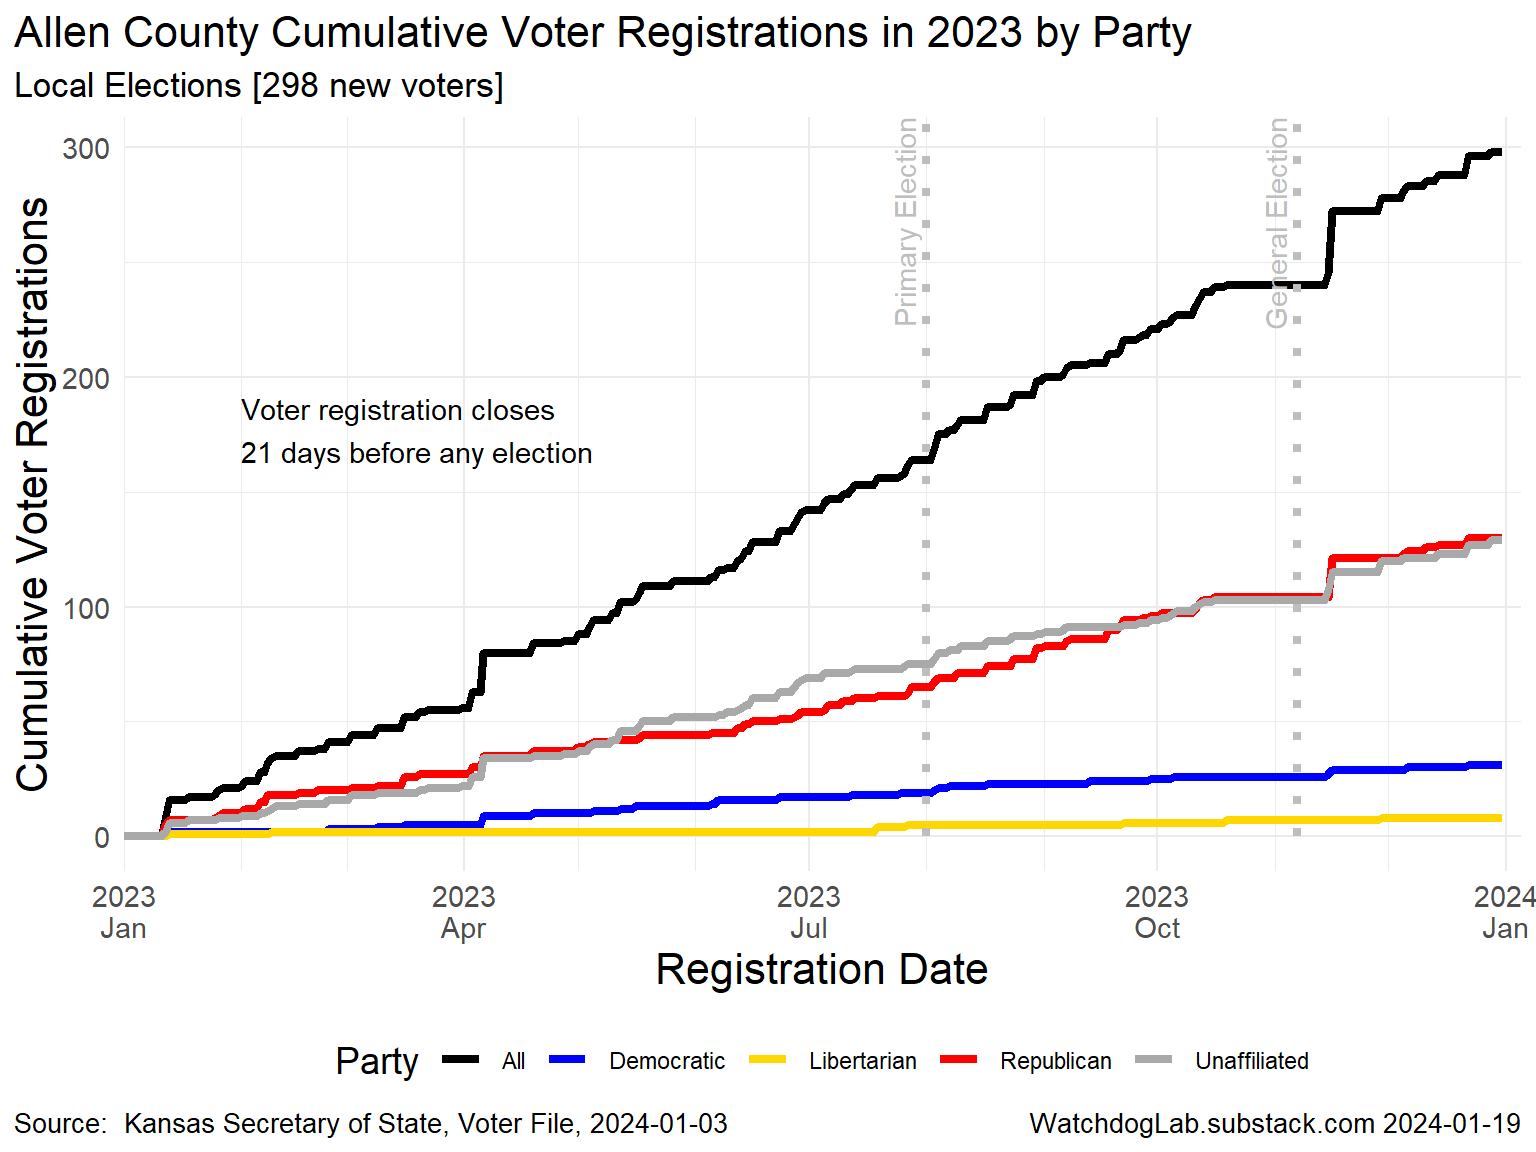 Allen County Cumulative Voter Registrations in 2023 by Party
Local Elections [298 new voters]
Cumulative Voter Registrations
300
200
100
0
Primary Election
General Election
Voter registration closes
21 days before any election
2023
Jan
2023
Apr
2023
Jul
2023
Oct
2024
Jan
Registration Date
Party All Democratic Libertarian Republican Unaffiliated
Source:  Kansas Secretary of State, Voter File, 2024-01-03
WatchdogLab.substack.com 2024-01-19